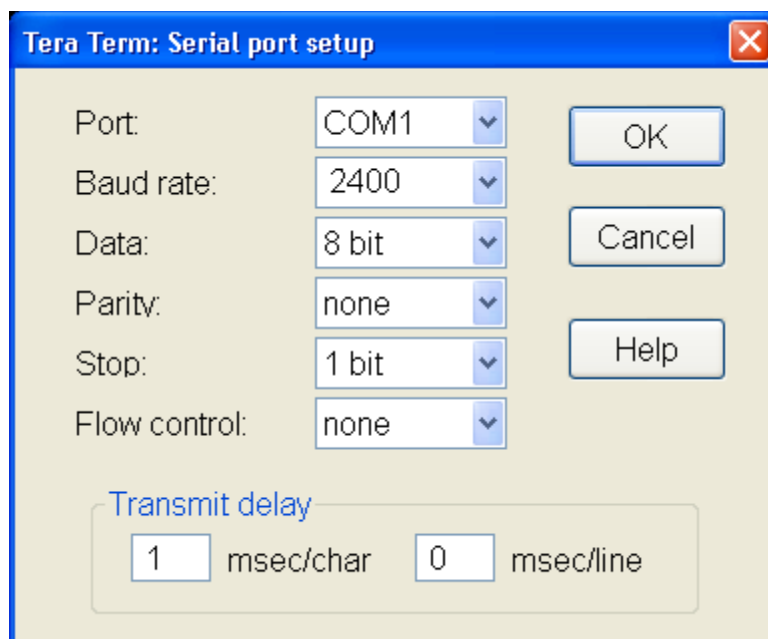 Tera Term: Serial port setup
Port: COM1 OK
Baud rate: 2400
Data: 8 bit Cancel
Parity: none
Stop: 1 bit Help
Flow control: none
Transmit delay
1 msec/char 0 msec/line